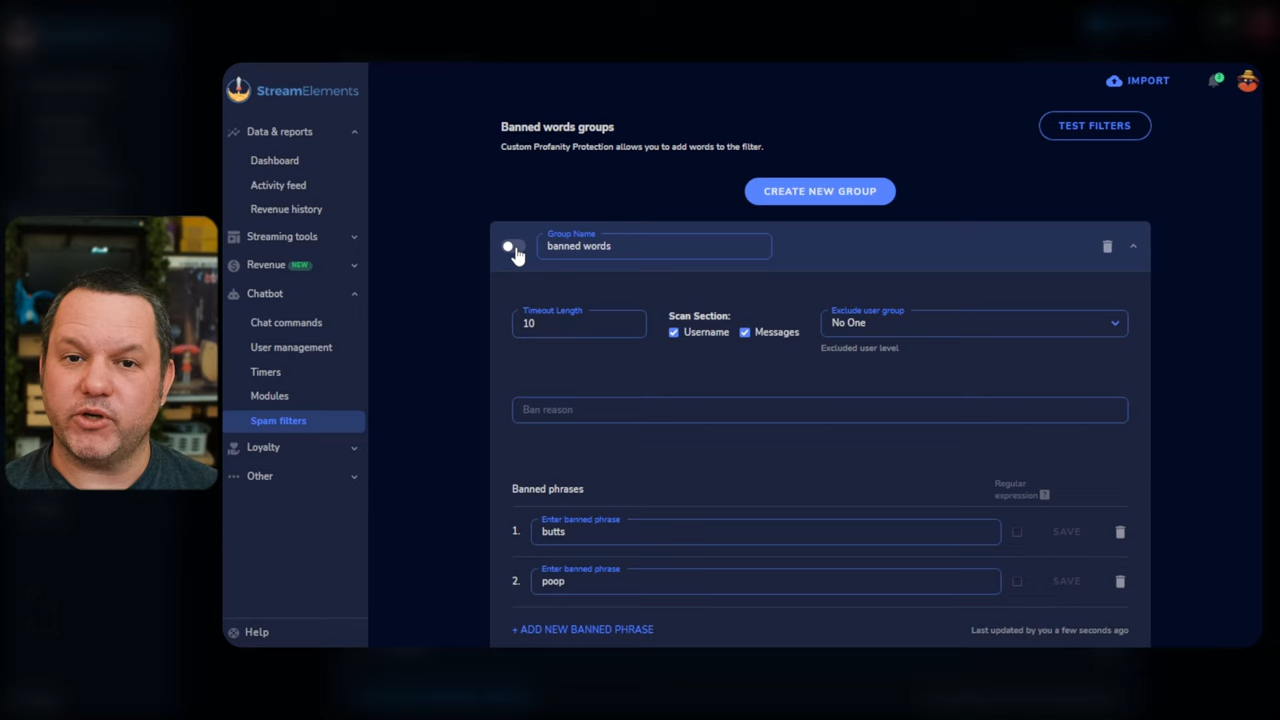 StreamElements
IMPORT
2
Data & reports
Dashboard
Activity feed
Revenue history
Streaming tools
Revenue NEW
Chatbot
Chat commands
User management
Timers
Modules
Spam filters
Loyalty
Other
Help
Banned words groups
Custom Profanity Protection allows you to add words to the filter.
TEST FILTERS
CREATE NEW GROUP
Group Name
banned words
Timeout Length
10
Scan Section:
Username
Messages
Exclude user group
No One
Excluded user level
Ban reason
Banned phrases
Regular
expression ?
1.
Enter banned phrase
butts
SAVE
2.
Enter banned phrase
poop
SAVE
+ ADD NEW BANNED PHRASE
Last updated by you a few seconds ago